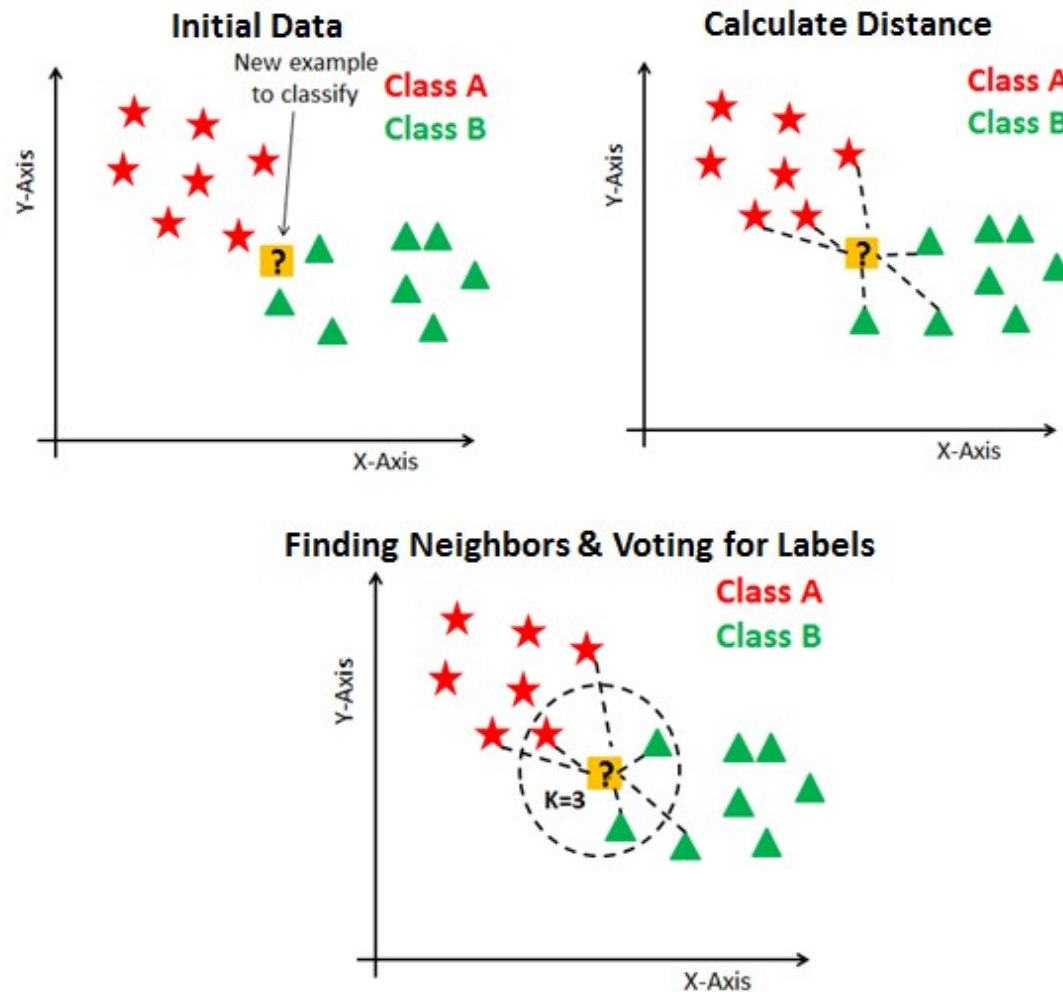 Initial Data
New example
to classify
Class A
Class B
Y-Axis
?
X-Axis
Calculate Distance
Class A
Class B
Y-Axis
?
X-Axis
Finding Neighbors & Voting for Labels
Class A
Class B
Y-Axis
?
K=3
X-Axis